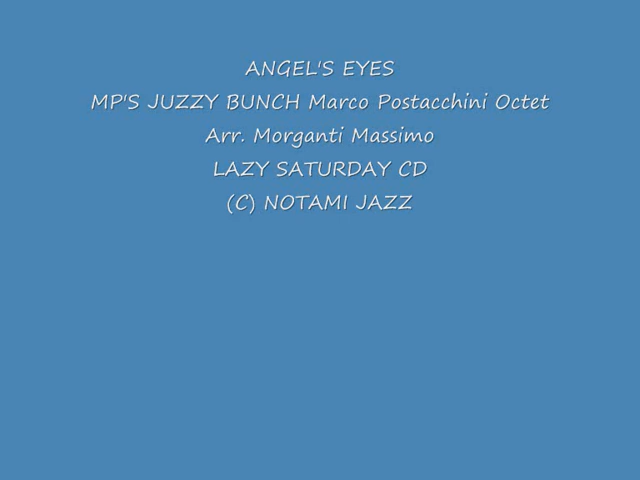 ANGEL'S EYES
MP'S JUZZY BUNCH Marco Postacchini Octet
Arr. Morganti Massimo
LAZY SATURDAY CD
(C) NOTAMI JAZZ